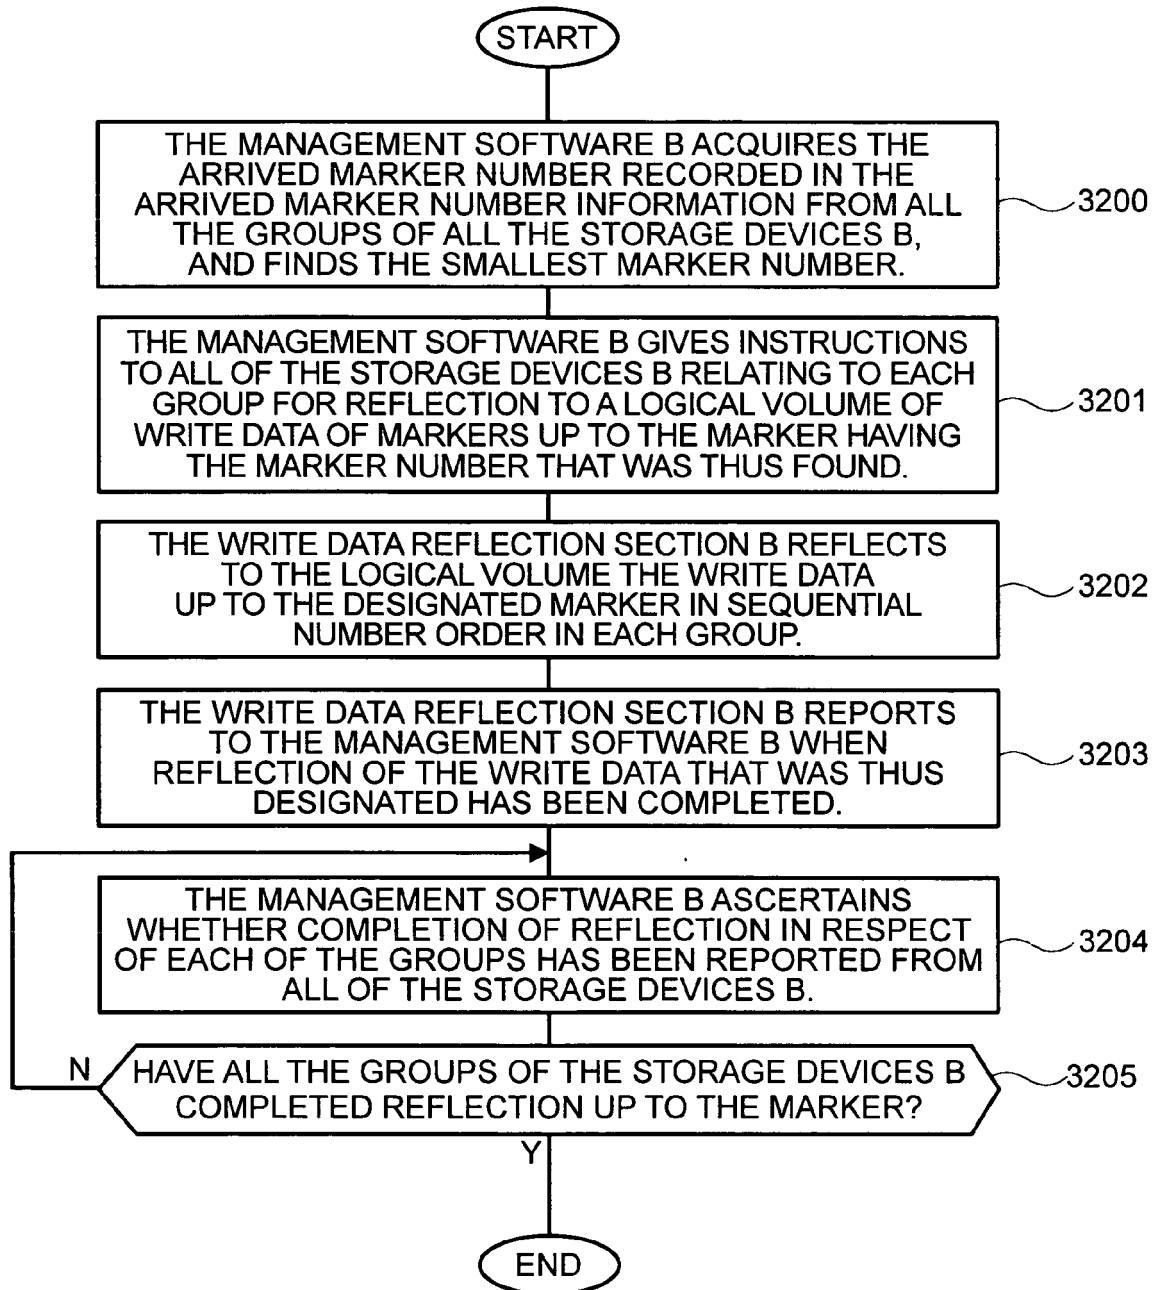 START
THE MANAGEMENT SOFTWARE B ACQUIRES THE
ARRIVED MARKER NUMBER RECORDED IN THE
ARRIVED MARKER NUMBER INFORMATION FROM ALL
THE GROUPS OF ALL THE STORAGE DEVICES B,
AND FINDS THE SMALLEST MARKER NUMBER.
3200
THE MANAGEMENT SOFTWARE B GIVES INSTRUCTIONS
TO ALL OF THE STORAGE DEVICES B RELATING TO EACH
GROUP FOR REFLECTION TO A LOGICAL VOLUME OF
WRITE DATA OF MARKERS UP TO THE MARKER HAVING
THE MARKER NUMBER THAT WAS THUS FOUND.
3201
THE WRITE DATA REFLECTION SECTION B REFLECTS
TO THE LOGICAL VOLUME THE WRITE DATA
UP TO THE DESIGNATED MARKER IN SEQUENTIAL
NUMBER ORDER IN EACH GROUP.
3202
THE WRITE DATA REFLECTION SECTION B REPORTS
TO THE MANAGEMENT SOFTWARE B WHEN
REFLECTION OF THE WRITE DATA THAT WAS THUS
DESIGNATED HAS BEEN COMPLETED.
3203
THE MANAGEMENT SOFTWARE B ASCERTAINS
WHETHER COMPLETION OF REFLECTION IN RESPECT
OF EACH OF THE GROUPS HAS BEEN REPORTED FROM
ALL OF THE STORAGE DEVICES B.
3204
N
HAVE ALL THE GROUPS OF THE STORAGE DEVICES B
COMPLETED REFLECTION UP TO THE MARKER?
3205
Y
END